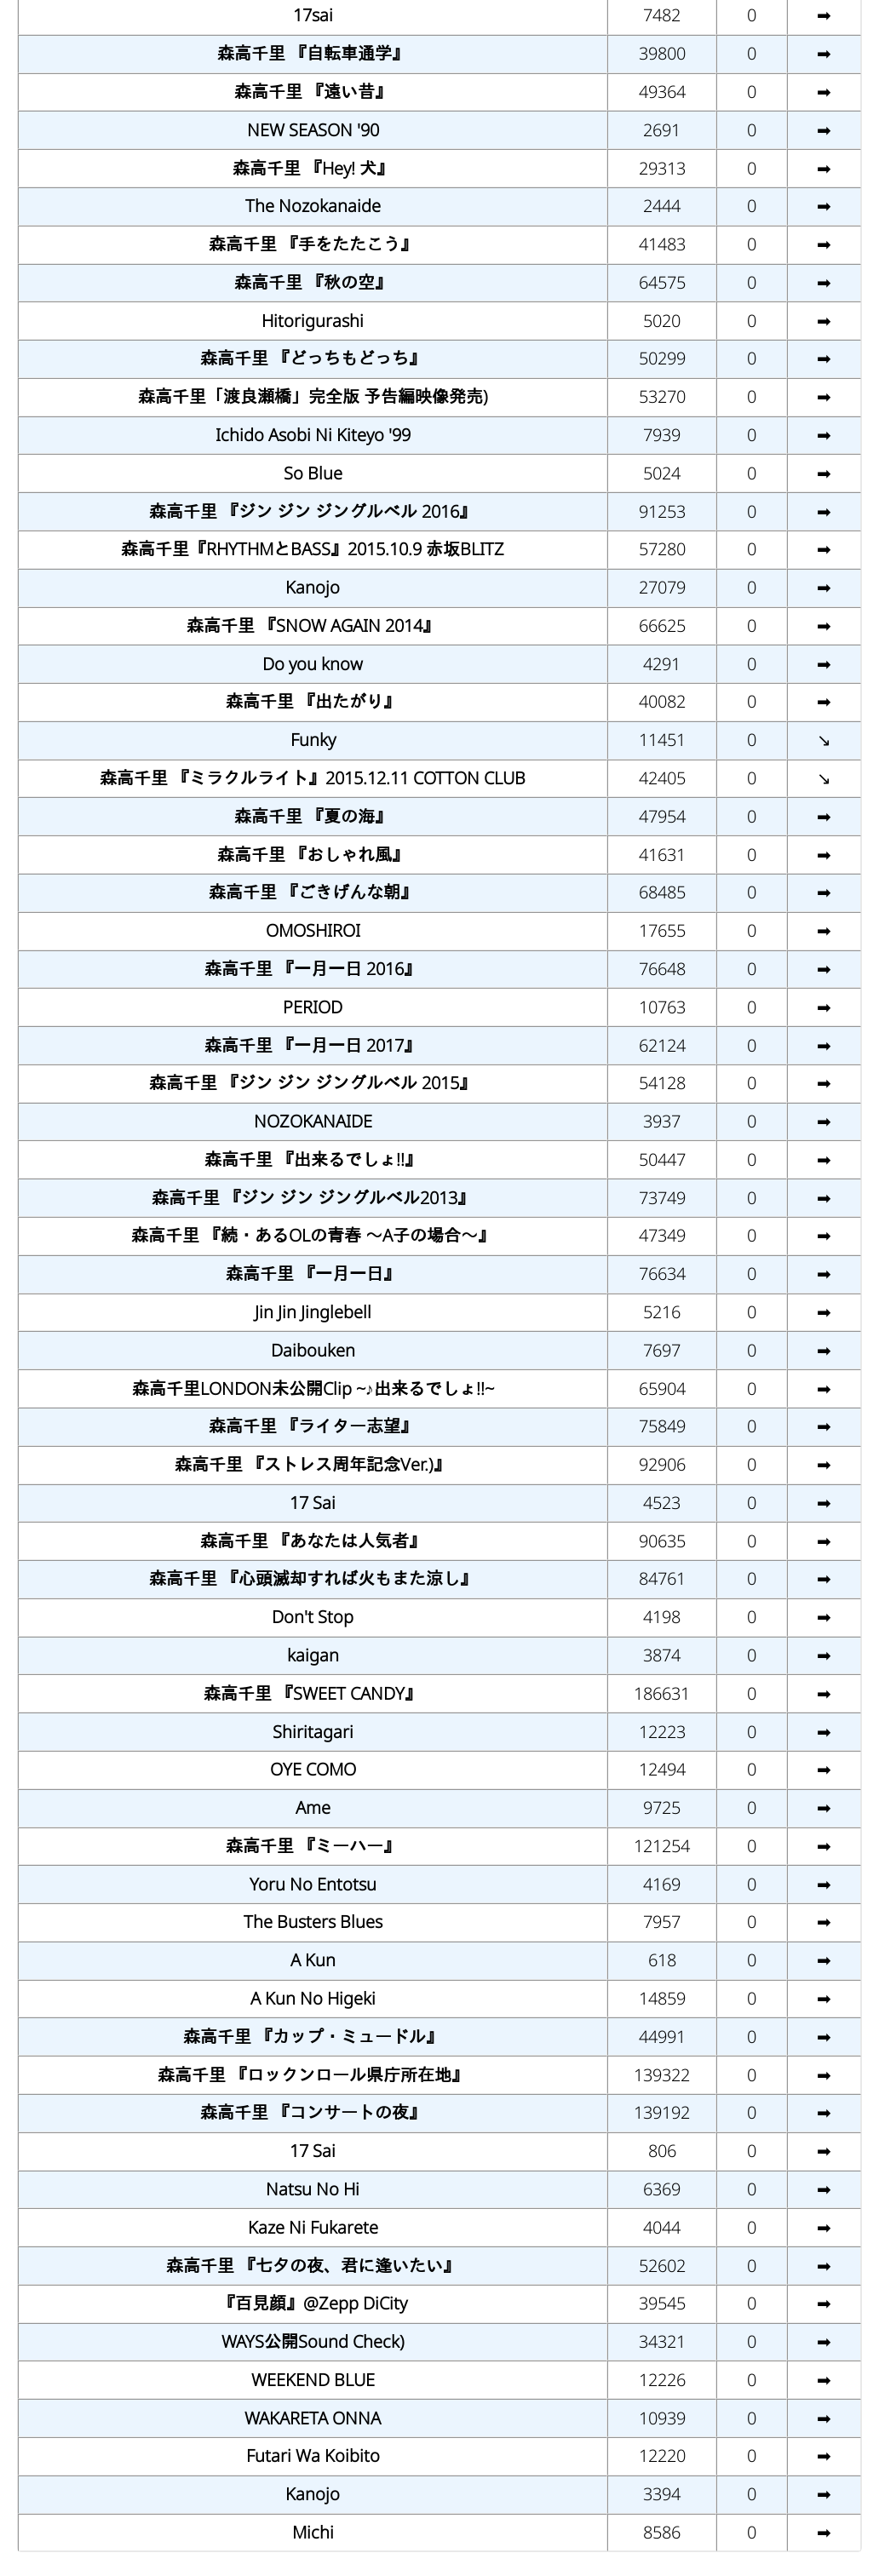 17sai 7482 0 ➡
森高千里 『自転車通学』 39800 0 ➡
森高千里 『遠い昔』 49364 0 ➡
NEW SEASON '90 2691 0 ➡
森高千里 『Hey! 犬』 29313 0 ➡
The Nozokanaide 2444 0 ➡
森高千里 『手をたたこう』 41483 0 ➡
森高千里 『秋の空』 64575 0 ➡
Hitorigurashi 5020 0 ➡
森高千里 『どっちもどっち』 50299 0 ➡
森高千里「渡良瀬橋」完全版 予告編映像発売) 53270 0 ➡
Ichido Asobi Ni Kiteyo '99 7939 0 ➡
So Blue 5024 0 ➡
森高千里 『ジン ジン ジングルベル 2016』 91253 0 ➡
森高千里『RHYTHMとBASS』2015.10.9 赤坂BLITZ 57280 0 ➡
Kanojo 27079 0 ➡
森高千里 『SNOW AGAIN 2014』 66625 0 ➡
Do you know 4291 0 ➡
森高千里 『出たがり』 40082 0 ➡
Funky 11451 0 ↘
森高千里 『ミラクルライト』2015.12.11 COTTON CLUB 42405 0 ↘
森高千里 『夏の海』 47954 0 ➡
森高千里 『おしゃれ風』 41631 0 ➡
森高千里 『ごきげんな朝』 68485 0 ➡
OMOSHIROI 17655 0 ➡
森高千里 『一月一日 2016』 76648 0 ➡
PERIOD 10763 0 ➡
森高千里 『一月一日 2017』 62124 0 ➡
森高千里 『ジン ジン ジングルベル 2015』 54128 0 ➡
NOZOKANAIDE 3937 0 ➡
森高千里 『出来るでしょ!!』 50447 0 ➡
森高千里 『ジン ジン ジングルベル2013』 73749 0 ➡
森高千里 『続・あるOLの青春 〜A子の場合〜』 47349 0 ➡
森高千里 『一月一日』 76634 0 ➡
Jin Jin Jinglebell 5216 0 ➡
Daibouken 7697 0 ➡
森高千里LONDON未公開Clip ~♪出来るでしょ!!~ 65904 0 ➡
森高千里 『ライター志望』 75849 0 ➡
森高千里 『ストレス周年記念Ver.)』 92906 0 ➡
17 Sai 4523 0 ➡
森高千里 『あなたは人気者』 90635 0 ➡
森高千里 『心頭滅却すれば火もまた涼し』 84761 0 ➡
Don't Stop 4198 0 ➡
kaigan 3874 0 ➡
森高千里 『SWEET CANDY』 186631 0 ➡
Shiritagari 12223 0 ➡
OYE COMO 12494 0 ➡
Ame 9725 0 ➡
森高千里 『ミーハー』 121254 0 ➡
Yoru No Entotsu 4169 0 ➡
The Busters Blues 7957 0 ➡
A Kun 618 0 ➡
A Kun No Higeki 14859 0 ➡
森高千里 『カップ・ミュードル』 44991 0 ➡
森高千里 『ロックンロール県庁所在地』 139322 0 ➡
森高千里 『コンサートの夜』 139192 0 ➡
17 Sai 806 0 ➡
Natsu No Hi 6369 0 ➡
Kaze Ni Fukarete 4044 0 ➡
森高千里 『七夕の夜、君に逢いたい』 52602 0 ➡
『百見顔』@Zepp DiCity 39545 0 ➡
WAYS公開Sound Check) 34321 0 ➡
WEEKEND BLUE 12226 0 ➡
WAKARETA ONNA 10939 0 ➡
Futari Wa Koibito 12220 0 ➡
Kanojo 3394 0 ➡
Michi 8586 0 ➡